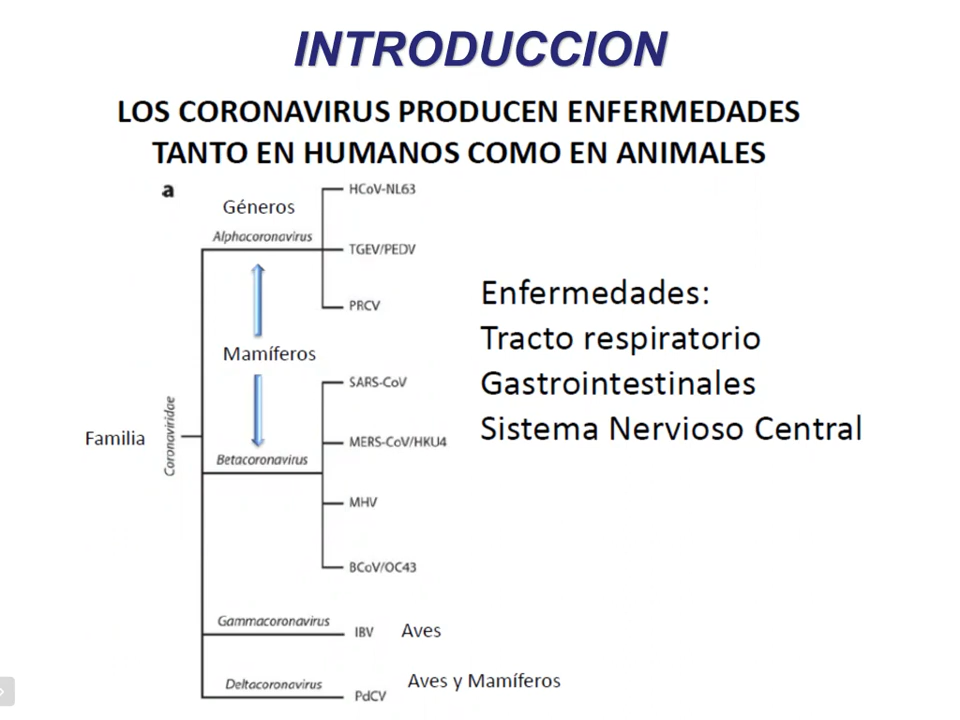 INTRODUCCION
LOS CORONAVIRUS PRODUCEN ENFERMEDADES
TANTO EN HUMANOS COMO EN ANIMALES
a
Géneros
HCoV-NL63
Alphacoronavirus
TGEV/PEDV
PRCV
Mamíferos
SARS-CoV
Familia
Coronaviridae
MERS-CoV/HKU4
Betacoronavirus
MHV
BCoV/OC43
Gammacoronavirus
IBV
Aves
Deltacoronavirus
PdCV
Aves y Mamíferos
Enfermedades:
Tracto respiratorio
Gastrointestinales
Sistema Nervioso Central